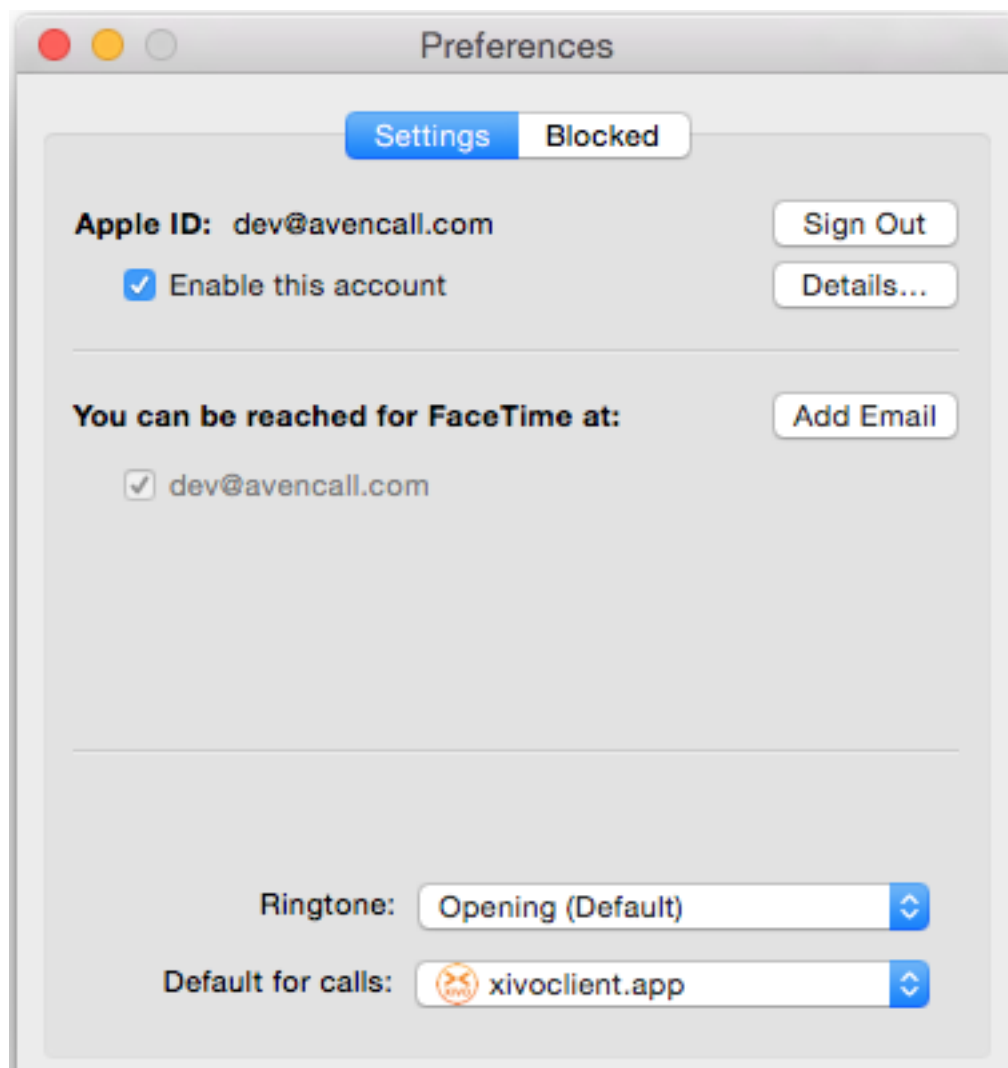 Preferences
Settings Blocked
Apple ID: dev@avencall.com Sign Out
Enable this account Details...
You can be reached for FaceTime at: Add Email
dev@avencall.com
Ringtone: Opening (Default)
Default for calls: XIVO xivoclient.app